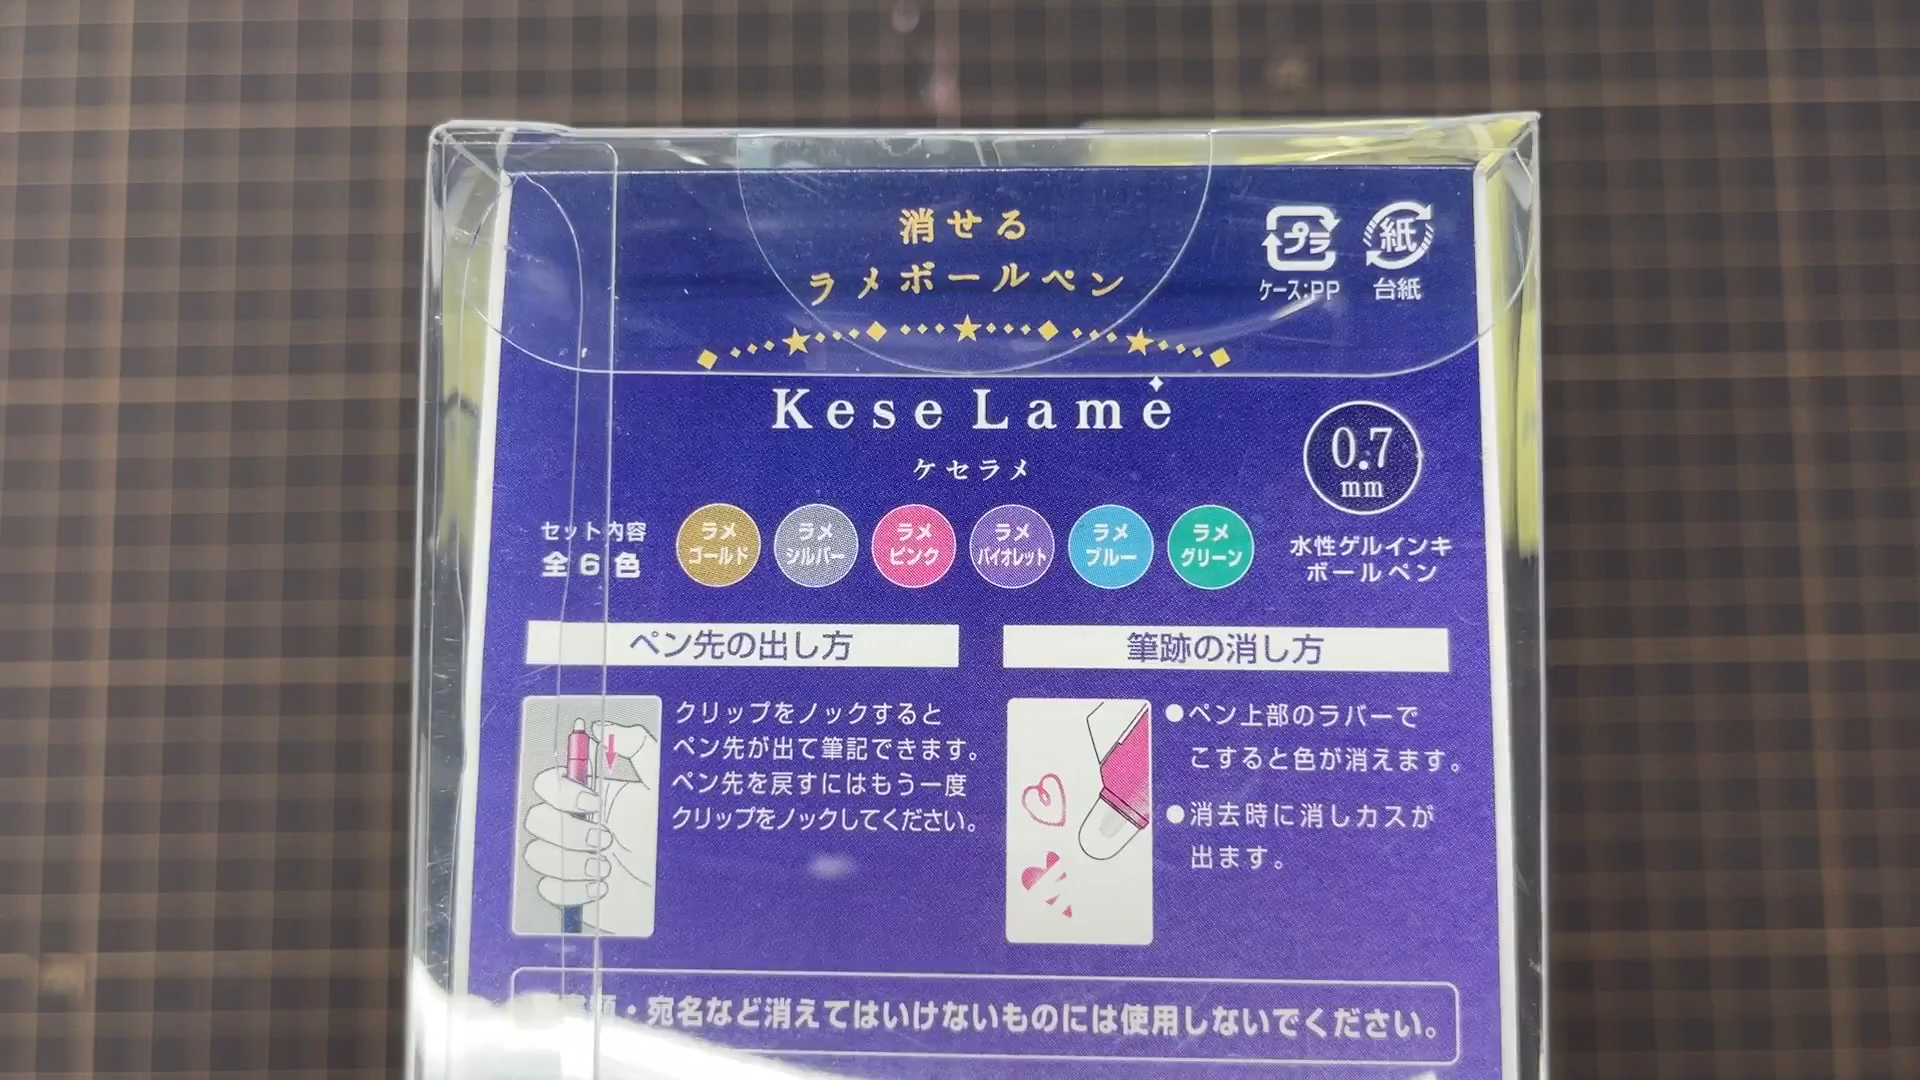 消せる
ラメボールペン
プラ
ケース:PP
紙
台紙
Kese Lamé
ケセラメ
0.7
mm
水性ゲルインキ
ボールペン
セット内容
全6色
ラメ
ゴールド
ラメ
シルバー
ラメ
ピンク
ラメ
バイオレット
ラメ
ブルー
ラメ
グリーン
ペン先の出し方
クリップをノックすると
ペン先が出て筆記できます。
ペン先を戻すにはもう一度
クリップをノックしてください。
筆跡の消し方
●ペン上部のラバーで
こすると色が消えます。
●消去時に消しカスが
出ます。
・宛名など消えてはいけないものには使用しないでください。